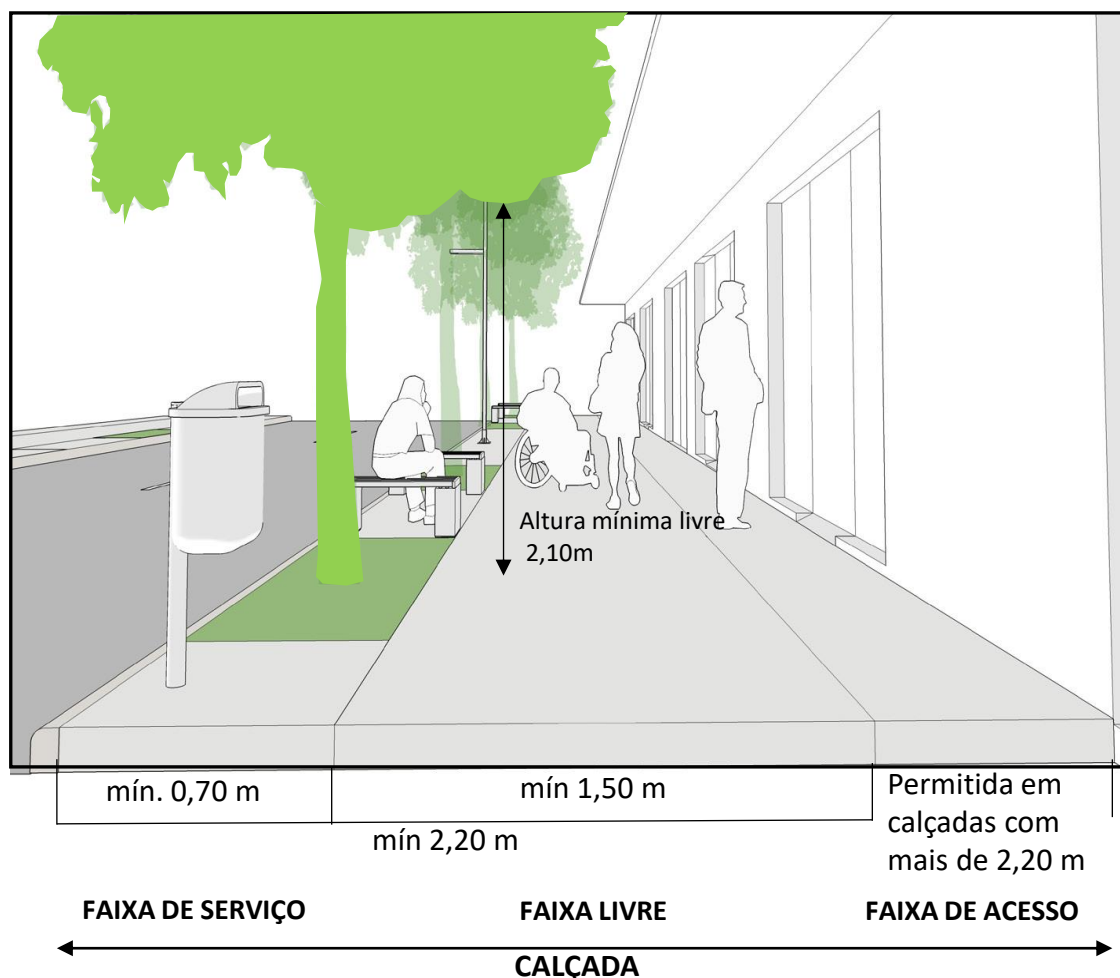 Altura mínima livre
2,10m
mín. 0,70 m
mín 1,50 m
Permitida em
calçadas com
mais de 2,20 m
mín 2,20 m
FAIXA DE SERVIÇO
FAIXA LIVRE
FAIXA DE ACESSO
CALÇADA